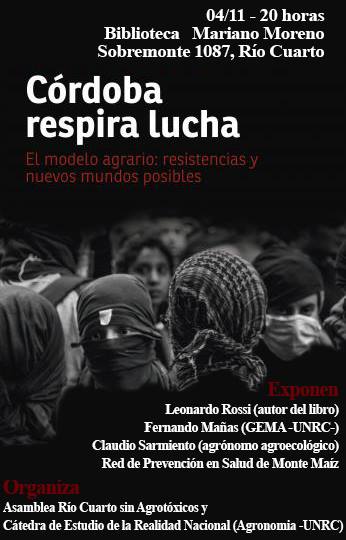 04/11 - 20 horas
Biblioteca Mariano Moreno
Sobremonte 1087, Río Cuarto
Córdoba
respira lucha
El modelo agrario: resistencias y
nuevos mundos posibles
Exponen
Leonardo Rossi (autor del libro)
Fernando Mañas (GEMA -UNRC-)
Claudio Sarmiento (agrónomo agroecológico)
Red de Prevención en Salud de Monte Maíz
Organiza
Asamblea Río Cuarto sin Agrotóxicos y
Cátedra de Estudio de la Realidad Nacional (Agronomia -UNRC)